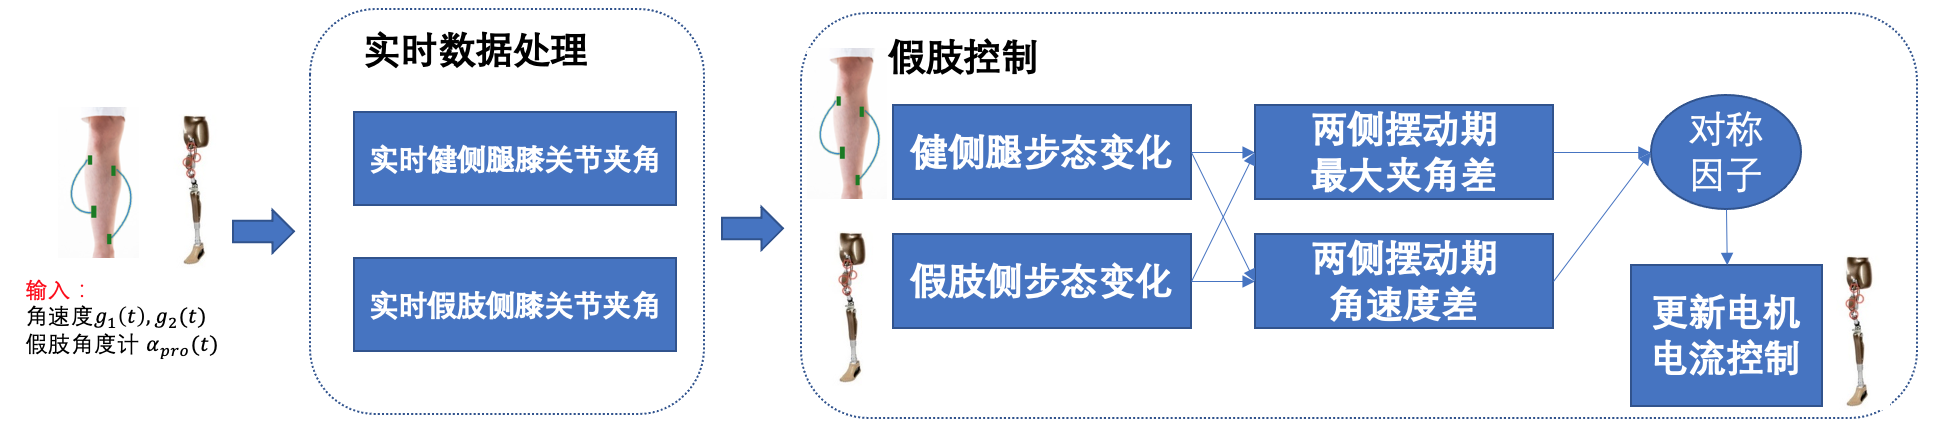 输入：
角速度g₁(t), g₂(t)
假肢角度计 αₚᵣₒ(t)
实时数据处理
实时健侧腿膝关节夹角
实时假肢侧膝关节夹角
假肢控制
健侧腿步态变化
假肢侧步态变化
两侧摆动期
最大夹角差
两侧摆动期
角速度差
对称
因子
更新电机
电流控制